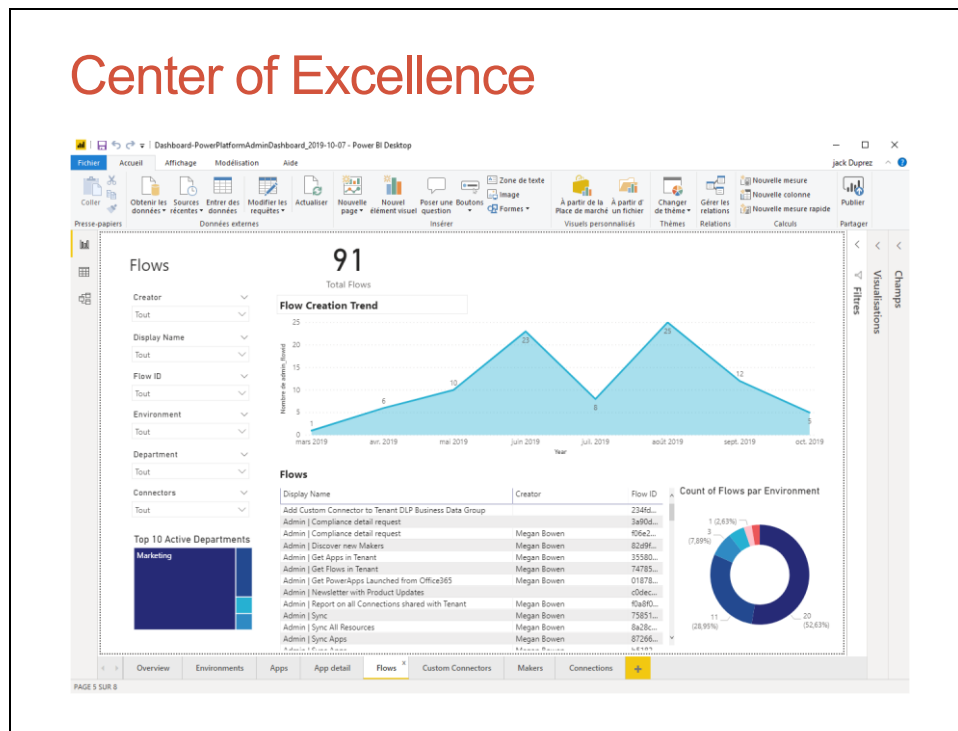 Center of Excellence
Dashboard-PowerPlatformAdminDashboard_2019-10-07 - Power BI Desktop
Fichier Accueil Affichage Modélisation Aide jack Duprez
Coller
Obtenir les données
Sources récentes
Entrer des données
Modifier les requêtes
Actualiser
Nouvelle page
Nouvel élément visuel
Poser une question
Boutons
Zone de texte
Image
Formes
À partir de la Place de marché
À partir d' un fichier
Changer de thème
Gérer les relations
Nouvelle mesure
Nouvelle colonne
Nouvelle mesure rapide
Publier
Presse-papiers Données externes Insérer Visuels personnalisés Thèmes Relations Calculs Partager
Flows
91
Total Flows
Creator
Tout
Display Name
Tout
Flow ID
Tout
Environment
Tout
Department
Tout
Connectors
Tout
Top 10 Active Departments
Marketing
Flow Creation Trend
Nombre de admin_flowid
25
20
15
10
5
0
1
6
10
23
8
25
12
5
mars 2019 avr. 2019 mai 2019 juin 2019 juil. 2019 août 2019 sept. 2019 oct. 2019
Year
Flows
Display Name Creator Flow ID
Add Custom Connector to Tenant DLP Business Data Group 234fd...
Admin | Compliance detail request 3a90d...
Admin | Compliance detail request Megan Bowen f06e2...
Admin | Discover new Makers Megan Bowen 82d9f...
Admin | Get Apps in Tenant Megan Bowen 35580...
Admin | Get Flows in Tenant Megan Bowen 74785...
Admin | Get PowerApps Launched from Office365 Megan Bowen 01878...
Admin | Newsletter with Product Updates c0dec...
Admin | Report on all Connections shared with Tenant Megan Bowen f0a8f0...
Admin | Sync Megan Bowen 75851...
Admin | Sync All Resources Megan Bowen 8a28c...
Admin | Sync Apps Megan Bowen 87266...
Count of Flows par Environment
1 (2,63%)
3
(7,89%)
11
(28,95%)
20
(52,63%)
Filtres
Visualisations
Champs
Overview Environments Apps App detail Flows Custom Connectors Makers Connections
PAGE 5 SUR 8